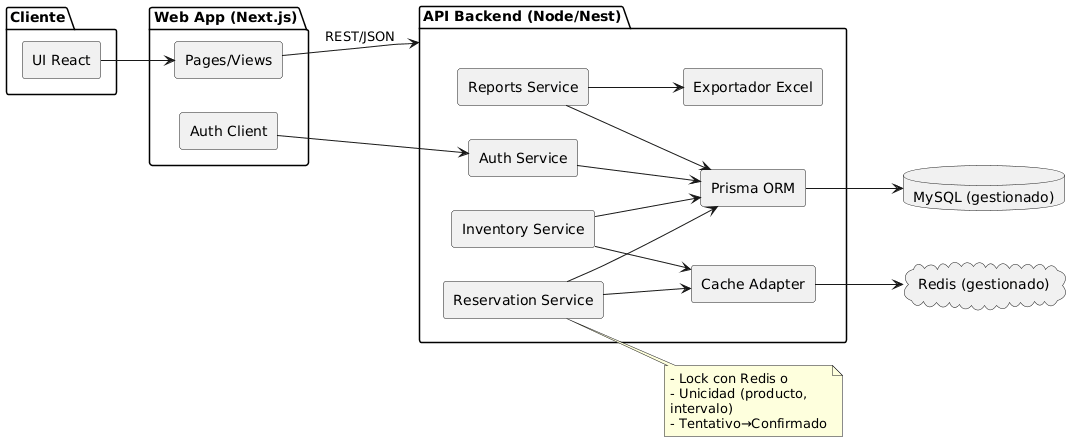 Cliente
UI React
Web App (Next.js)
Pages/Views
Auth Client
REST/JSON
API Backend (Node/Nest)
Reports Service
Exportador Excel
Auth Service
Prisma ORM
Inventory Service
Cache Adapter
Reservation Service
MySQL (gestionado)
Redis (gestionado)
- Lock con Redis o
- Unicidad (producto,
intervalo)
- Tentativo→Confirmado